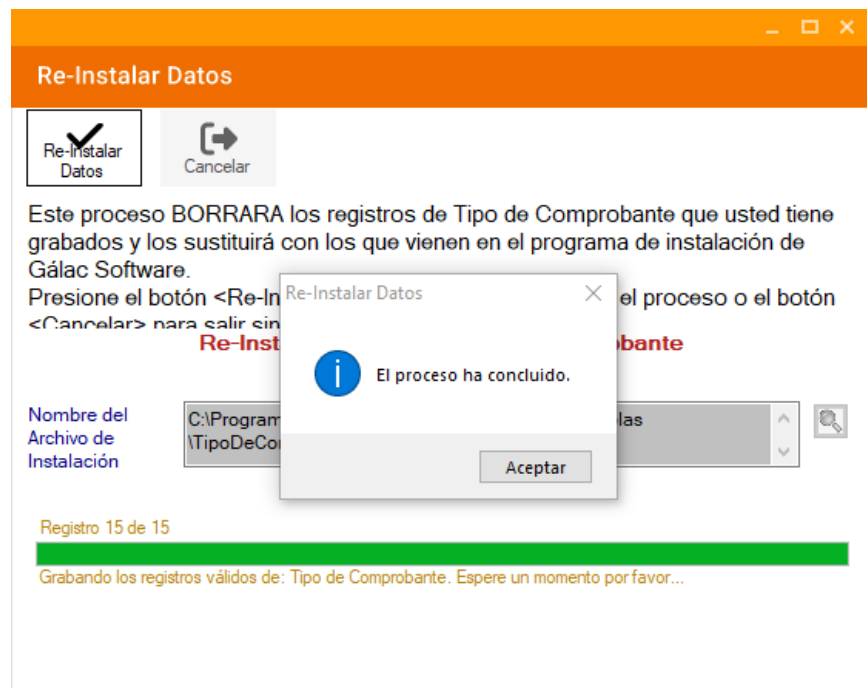 Re-Instalar Datos
Re-Instalar
Datos
Cancelar
Este proceso BORRARA los registros de Tipo de Comprobante que usted tiene
grabados y los sustituirá con los que vienen en el programa de instalación de
Gálac Software.
Presione el botón <Re-In el proceso o el botón
<Cancelar> para salir sin
Re-Inst bante
Re-Instalar Datos
El proceso ha concluido.
Aceptar
Nombre del
Archivo de
Instalación
C:\Program las
\TipoDeCo
Registro 15 de 15
Grabando los registros válidos de: Tipo de Comprobante. Espere un momento por favor...